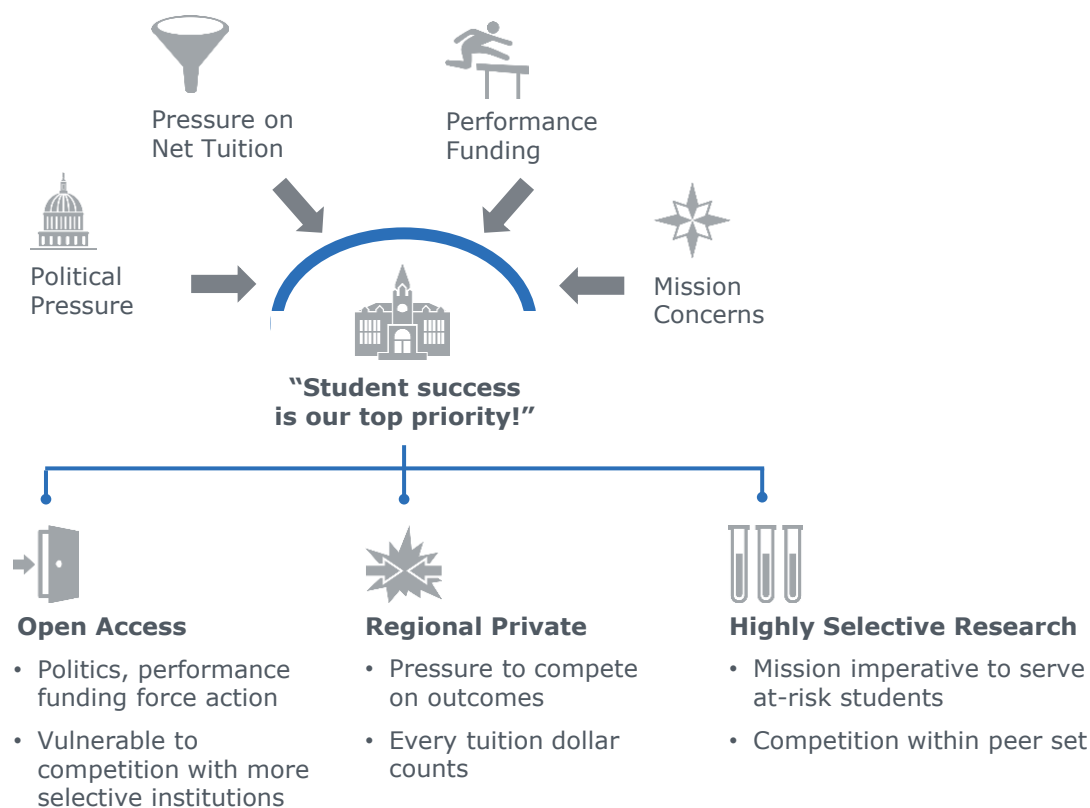 Pressure on
Net Tuition
Performance
Funding
Political
Pressure
Mission
Concerns
“Student success
is our top priority!”
Open Access
• Politics, performance
funding force action
• Vulnerable to
competition with more
selective institutions
Regional Private
• Pressure to compete
on outcomes
• Every tuition dollar
counts
Highly Selective Research
• Mission imperative to serve
at-risk students
• Competition within peer set